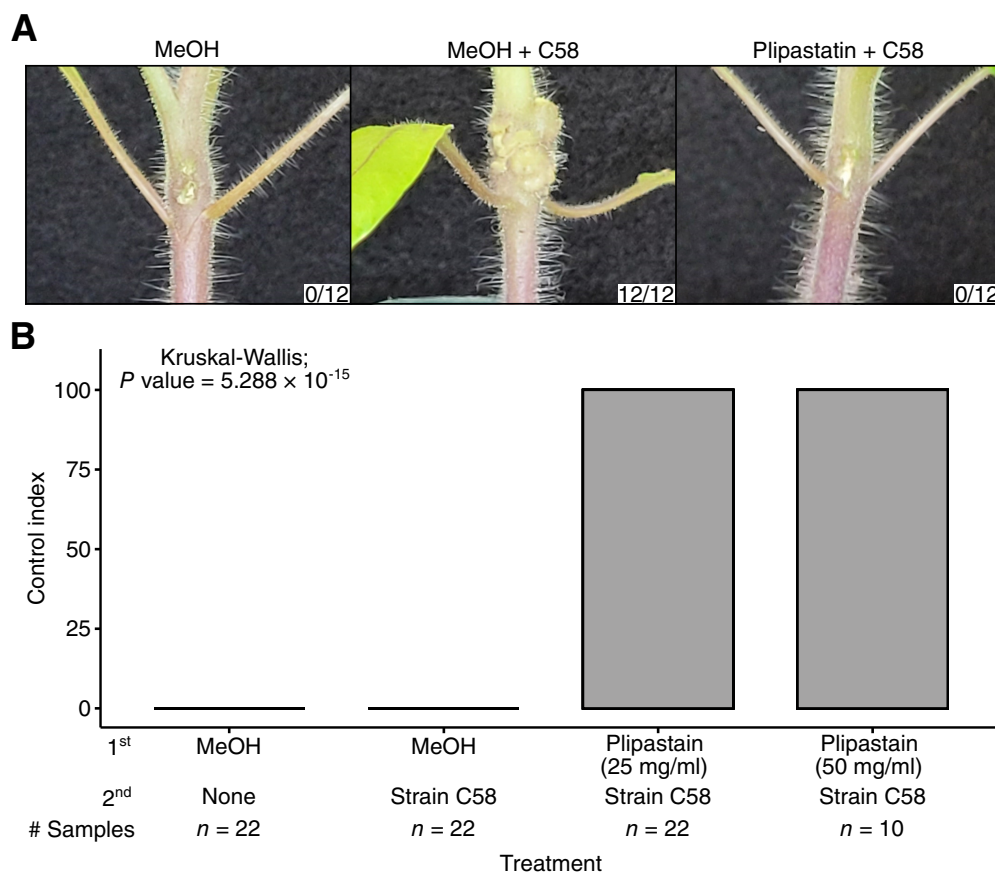 A
MeOH
MeOH + C58
Plipastatin + C58
0/12
12/12
0/12
B
Kruskal-Wallis;
P value = 5.288 × 10⁻¹⁵
100
75
50
25
0
Control index
1ˢᵗ
MeOH
MeOH
Plipastain
(25 mg/ml)
Plipastain
(50 mg/ml)
2ⁿᵈ
None
Strain C58
Strain C58
Strain C58
# Samples
n = 22
n = 22
n = 22
n = 10
Treatment